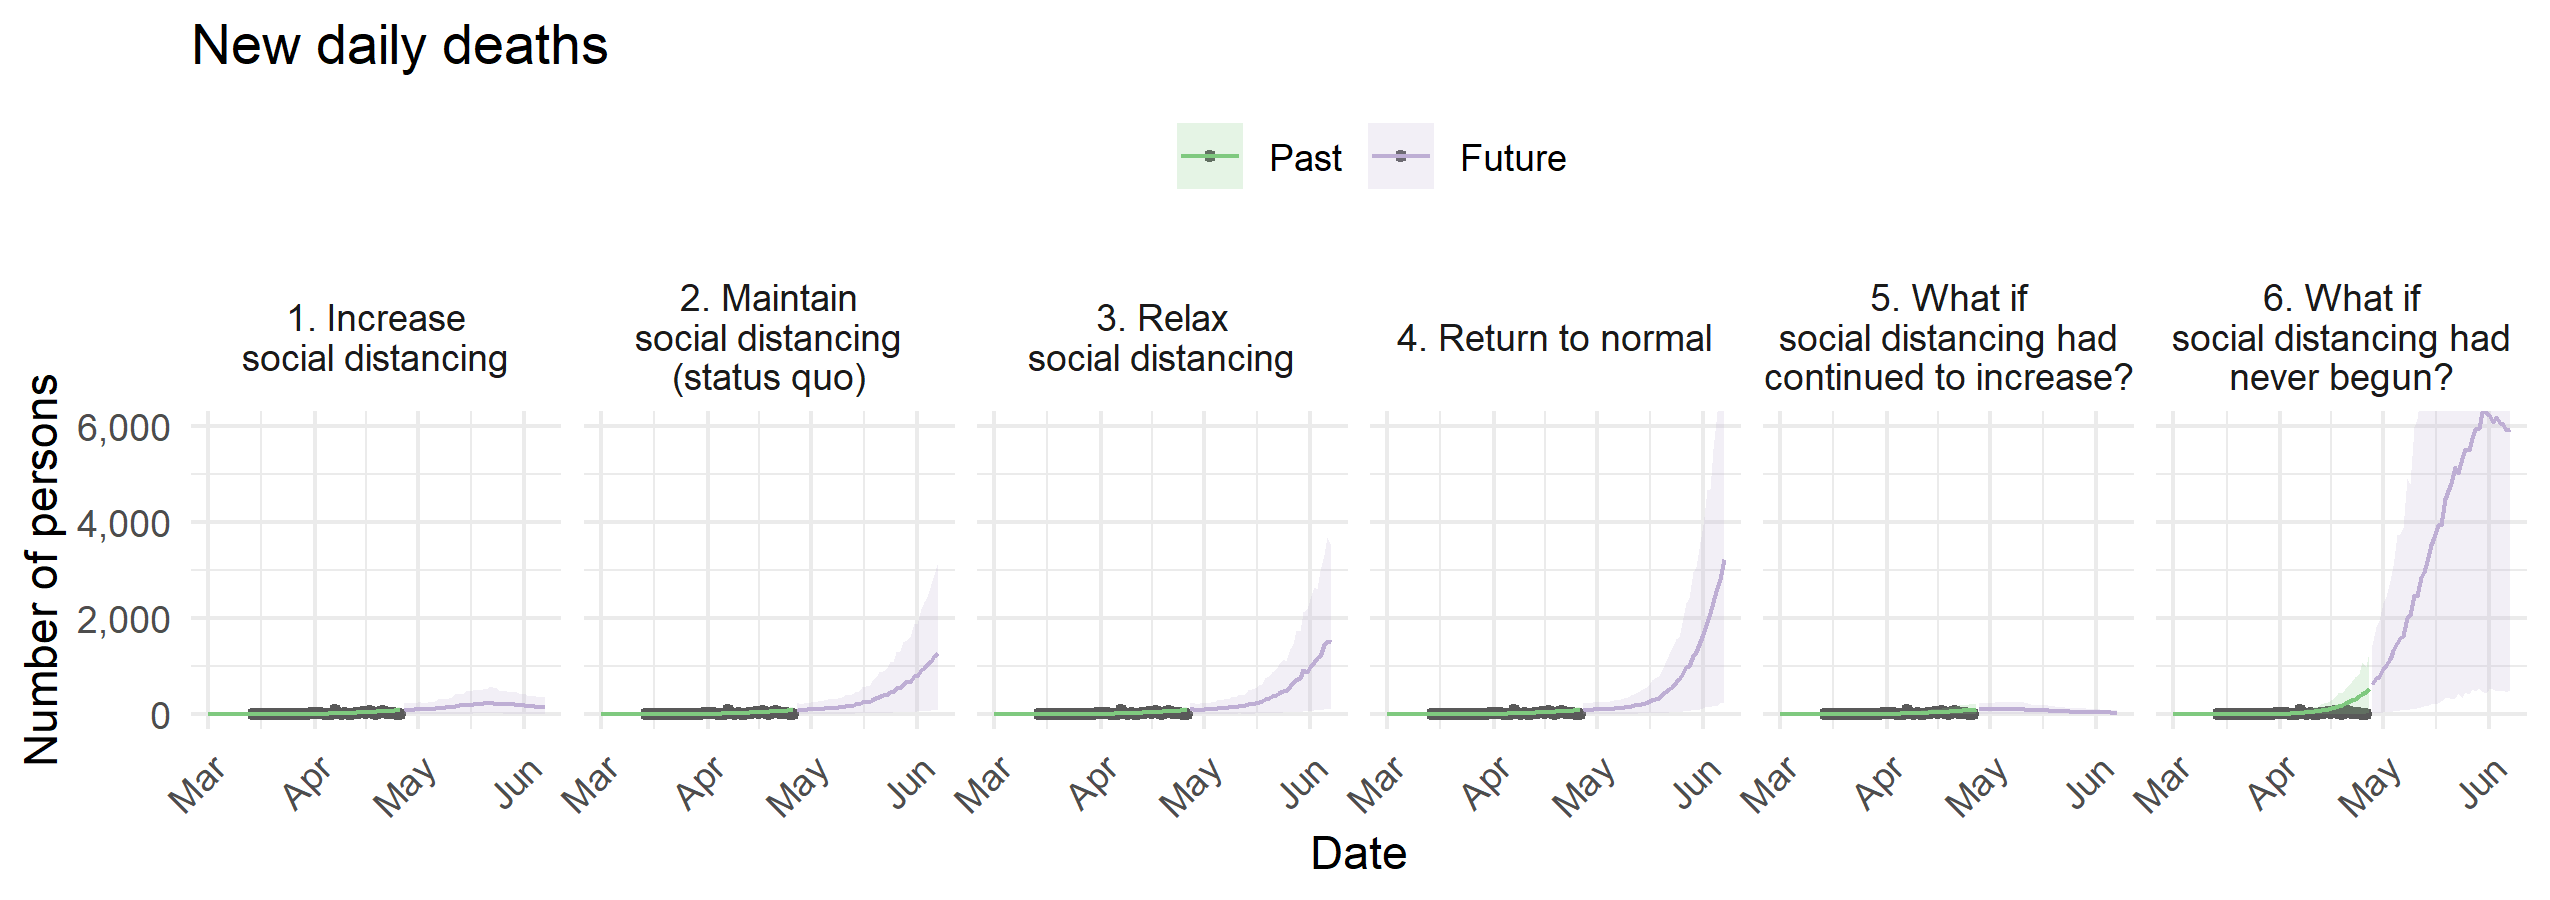 New daily deaths
Past
Future
1. Increase
social distancing
2. Maintain
social distancing
(status quo)
3. Relax
social distancing
4. Return to normal
5. What if
social distancing had
continued to increase?
6. What if
social distancing had
never begun?
Number of persons
6,000
4,000
2,000
0
Mar
Apr
May
Jun
Mar
Apr
May
Jun
Mar
Apr
May
Jun
Mar
Apr
May
Jun
Mar
Apr
May
Jun
Mar
Apr
May
Jun
Date